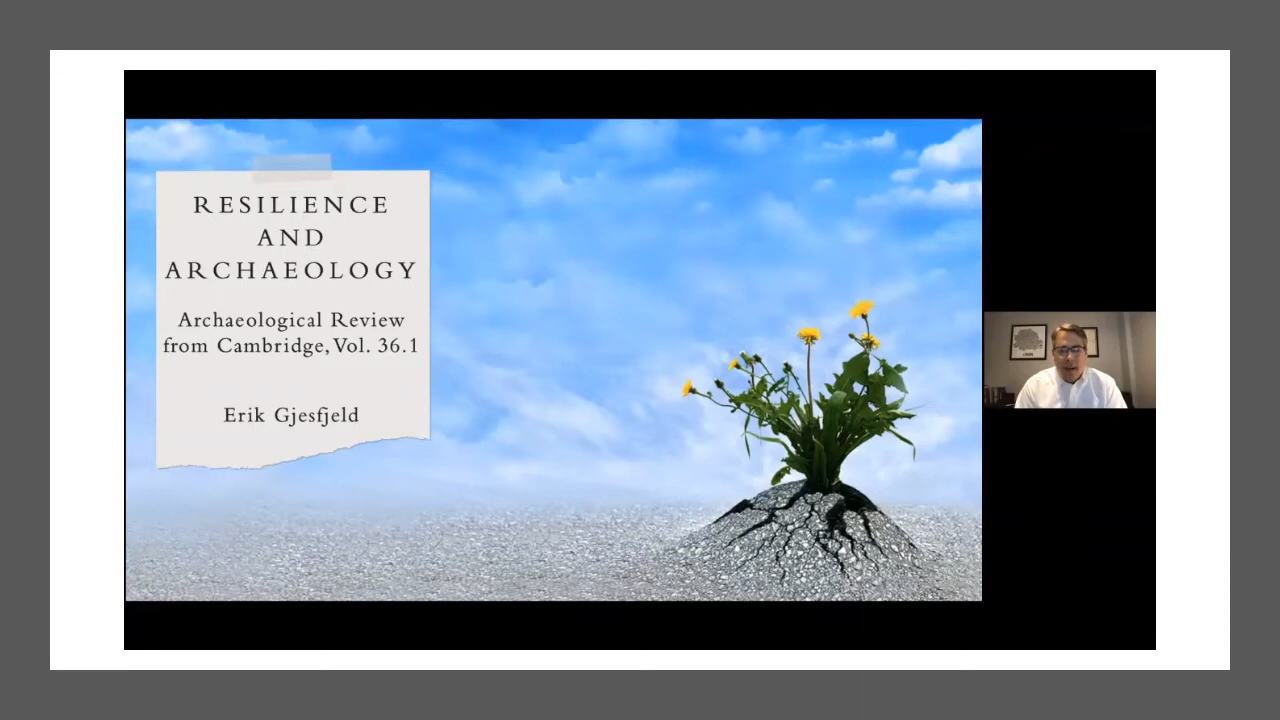 RESILIENCE
AND
ARCHAEOLOGY
Archaeological Review
from Cambridge, Vol. 36.1
Erik Gjesfjeld